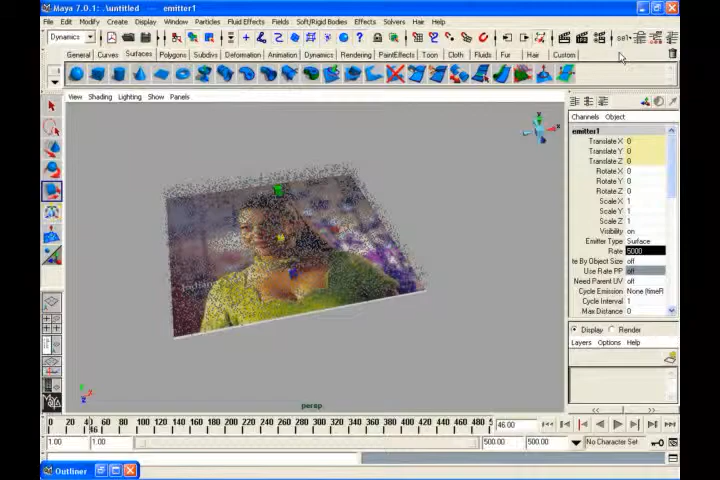 Maya 7.0.1: .\untitled --- emitter1
File Edit Modify Create Display Window Particles Fluid Effects Fields Soft/Rigid Bodies Effects Solvers Hair Help
Dynamics
sel-
General Curves Surfaces Polygons Subdivs Deformation Animation Dynamics Rendering PaintEffects Toon Cloth Fluids Fur Hair Custom
View Shading Lighting Show Panels
Channels Object
emitter1
Translate X 0
Translate Y 0
Translate Z 0
Rotate X 0
Rotate Y 0
Rotate Z 0
Scale X 1
Scale Y 1
Scale Z 1
Visibility on
Emitter Type Surface
Rate 5000
te By Object Size off
Use Rate PP off
Need Parent UV off
Cycle Emission None (timeR
Cycle Interval 1
Max Distance 0
Display Render
Layers Options Help
persp
0 20 40 60 80 100 120 140 160 180 200 220 240 260 280 300 320 340 360 380 400 420 440 460 480 5
46
46.00
1.00 1.00 500.00 500.00 No Character Set
Outliner